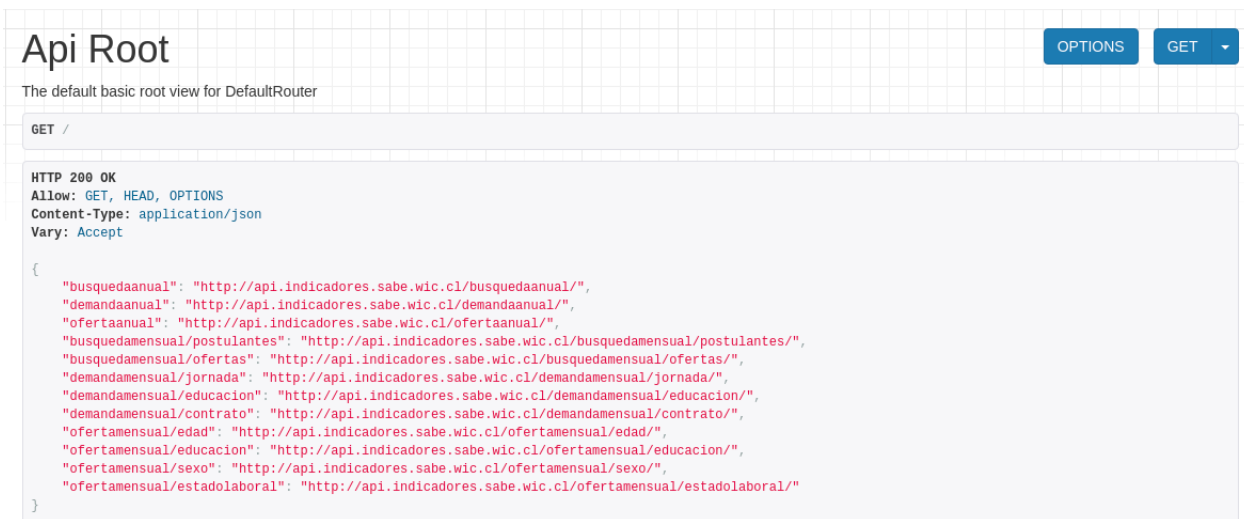 Api Root
OPTIONS
GET
The default basic root view for DefaultRouter
GET /
HTTP 200 OK
Allow: GET, HEAD, OPTIONS
Content-Type: application/json
Vary: Accept
{
"busquedaanual": "http://api.indicadores.sabe.wic.cl/busquedaanual/",
"demandaanual": "http://api.indicadores.sabe.wic.cl/demandaanual/",
"ofertaanual": "http://api.indicadores.sabe.wic.cl/ofertaanual/",
"busquedamensual/postulantes": "http://api.indicadores.sabe.wic.cl/busquedamensual/postulantes/",
"busquedamensual/ofertas": "http://api.indicadores.sabe.wic.cl/busquedamensual/ofertas/",
"demandamensual/jornada": "http://api.indicadores.sabe.wic.cl/demandamensual/jornada/",
"demandamensual/educacion": "http://api.indicadores.sabe.wic.cl/demandamensual/educacion/",
"demandamensual/contrato": "http://api.indicadores.sabe.wic.cl/demandamensual/contrato/",
"ofertamensual/edad": "http://api.indicadores.sabe.wic.cl/ofertamensual/edad/",
"ofertamensual/educacion": "http://api.indicadores.sabe.wic.cl/ofertamensual/educacion/",
"ofertamensual/sexo": "http://api.indicadores.sabe.wic.cl/ofertamensual/sexo/",
"ofertamensual/estadolaboral": "http://api.indicadores.sabe.wic.cl/ofertamensual/estadolaboral/"
}